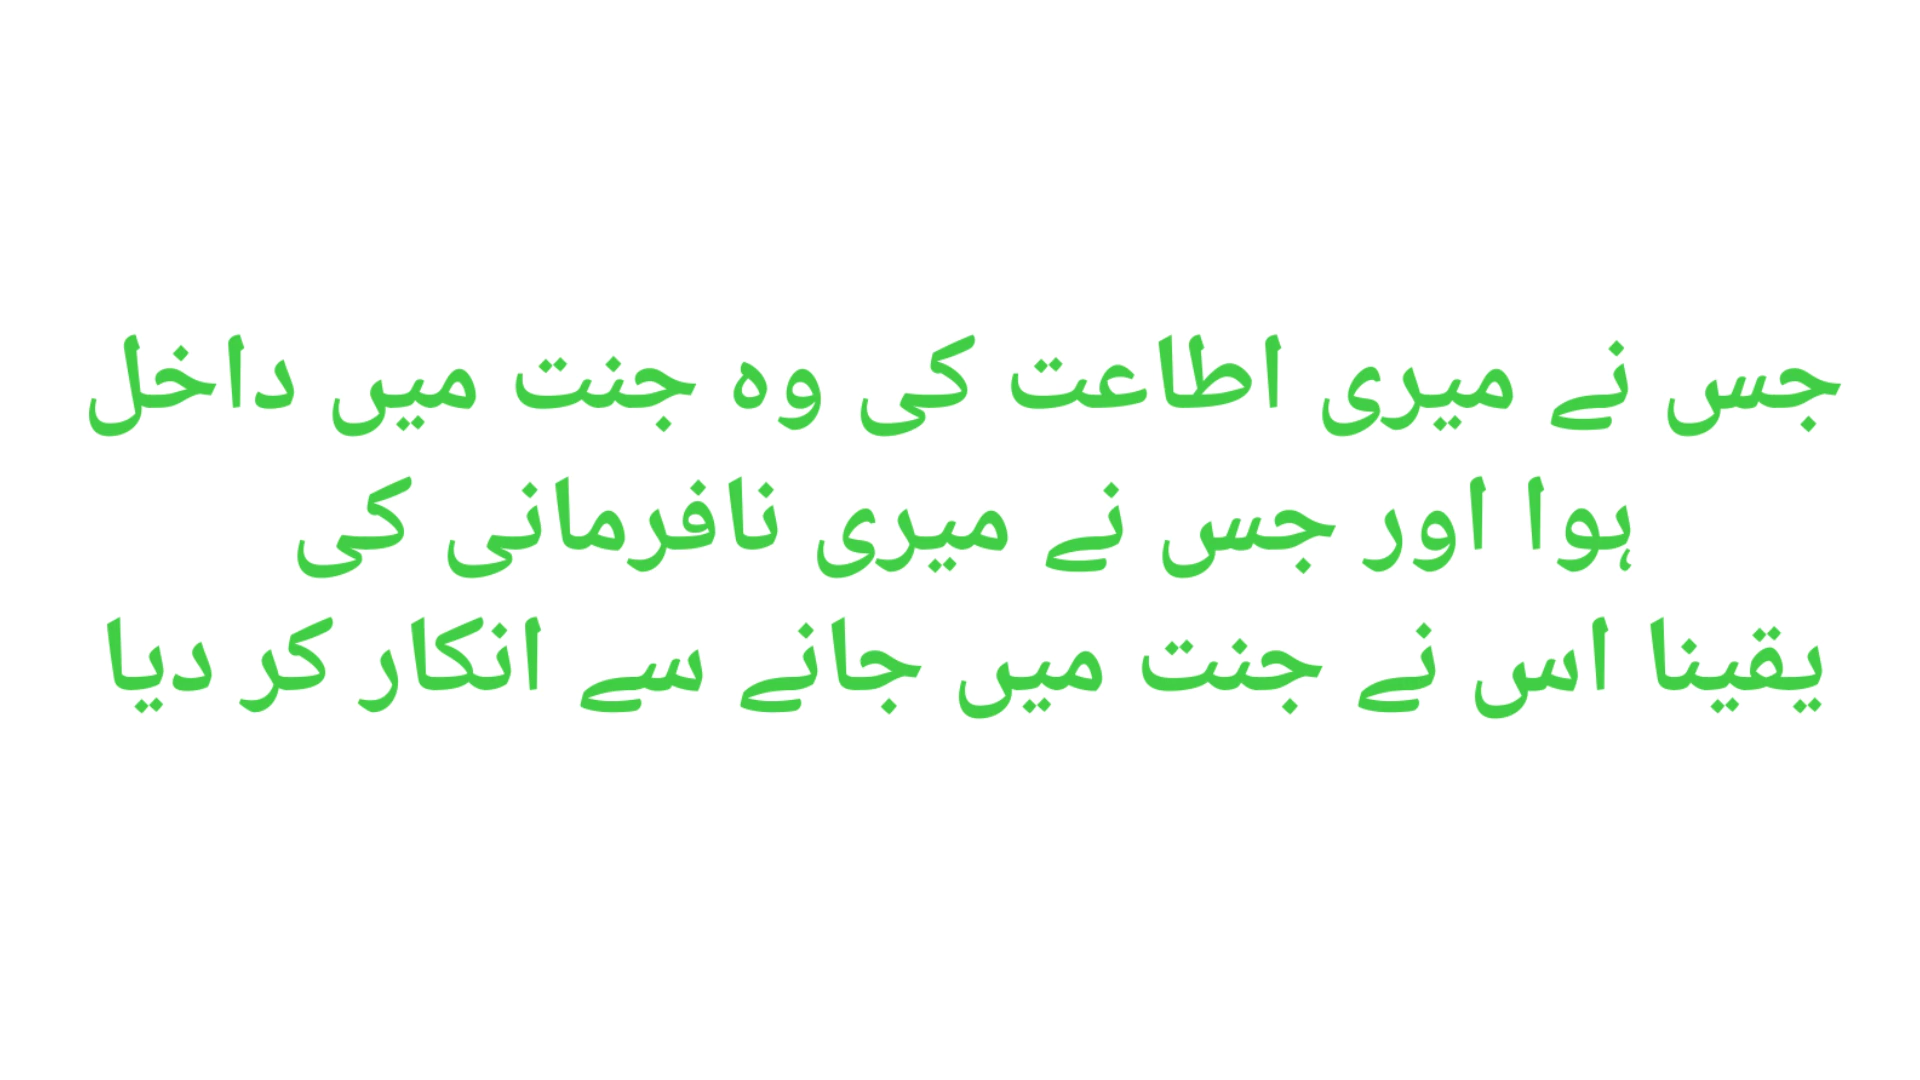 جس نے میری اطاعت کی وہ جنت میں داخل
ہوا اور جس نے میری نافرمانی کی
یقینا اس نے جنت میں جانے سے انکار کر دیا